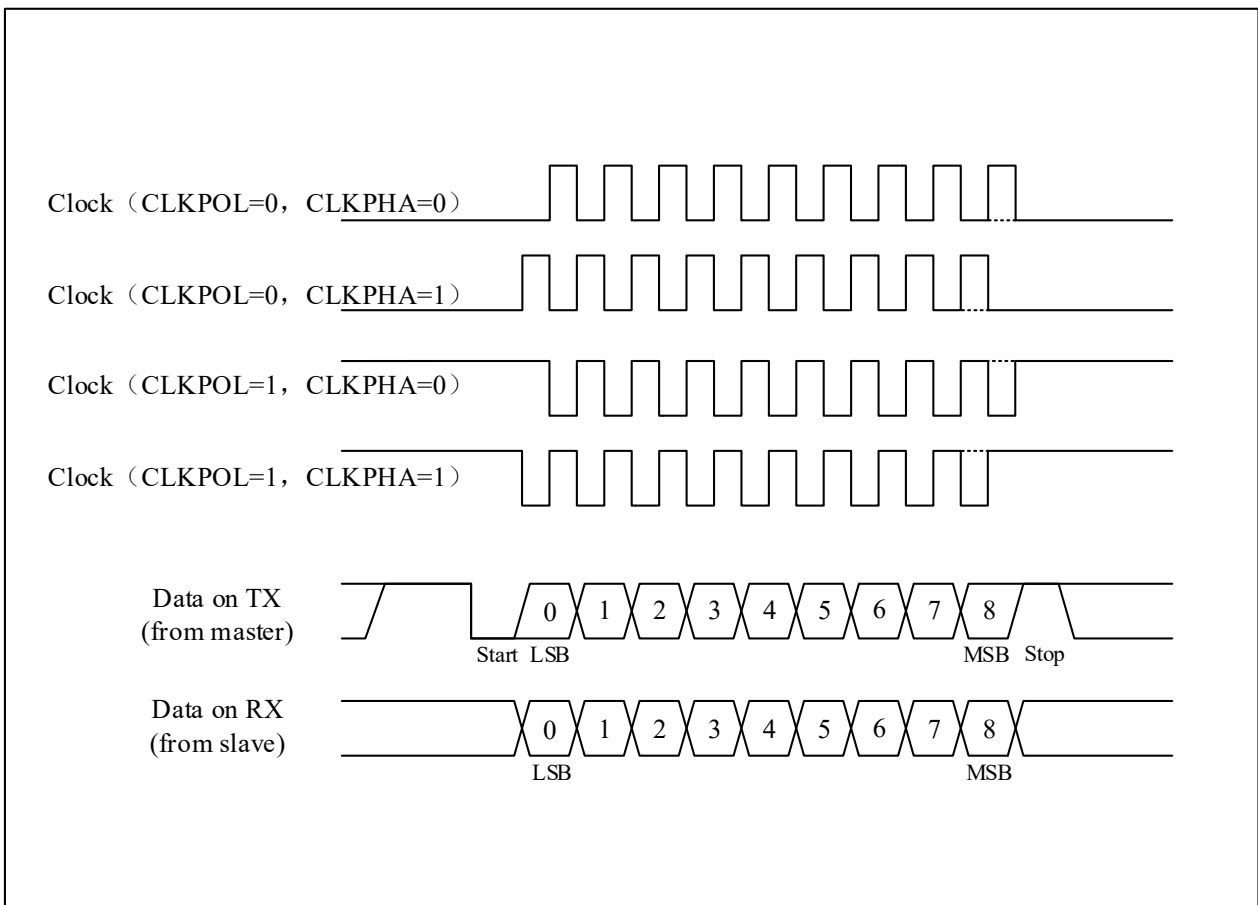 Clock（CLKPOL=0，CLKPHA=0）
Clock（CLKPOL=0，CLKPHA=1）
Clock（CLKPOL=1，CLKPHA=0）
Clock（CLKPOL=1，CLKPHA=1）
Data on TX
(from master)
0 1 2 3 4 5 6 7 8
Start LSB MSB Stop
Data on RX
(from slave)
0 1 2 3 4 5 6 7 8
LSB MSB